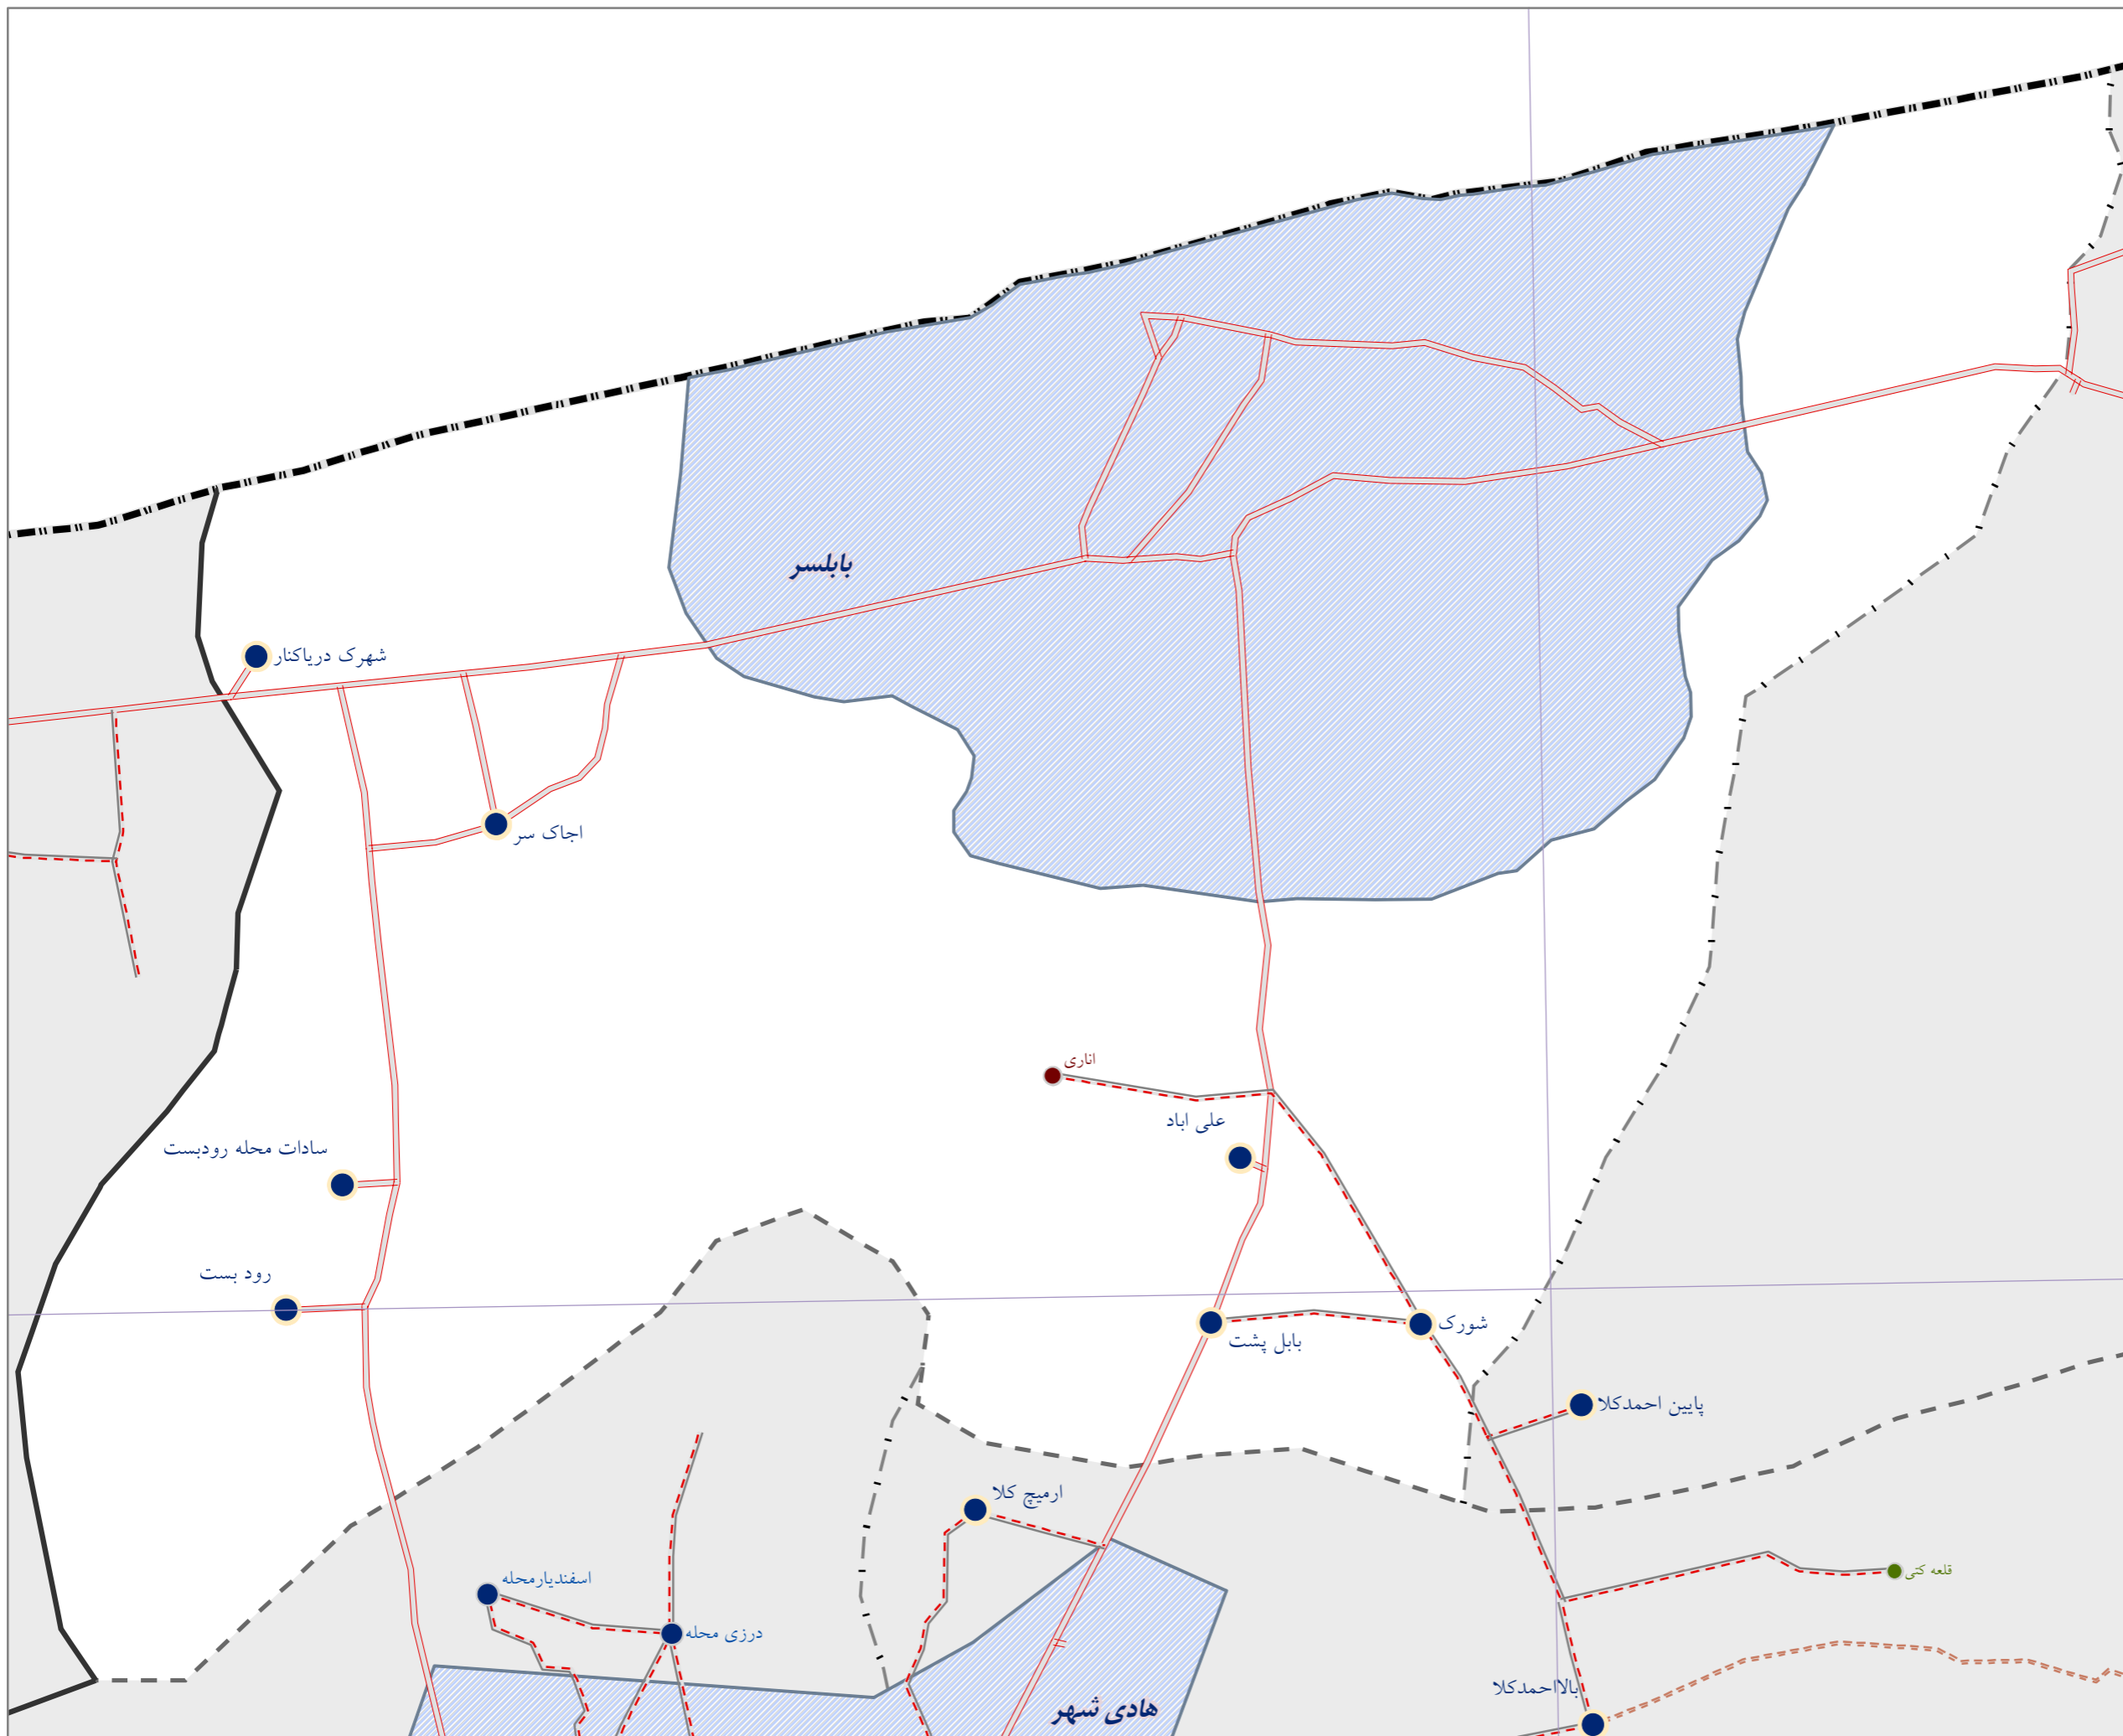 بابلسر
شهرک دریاکنار
اجاک سر
اناری
علی اباد
سادات محله رودبست
رود بست
شورک
بابل پشت
پایین احمدکلا
ارمیچ کلا
قلعه کتی
اسفندیارمحله
درزی محله
بالااحمدکلا
هادی شهر